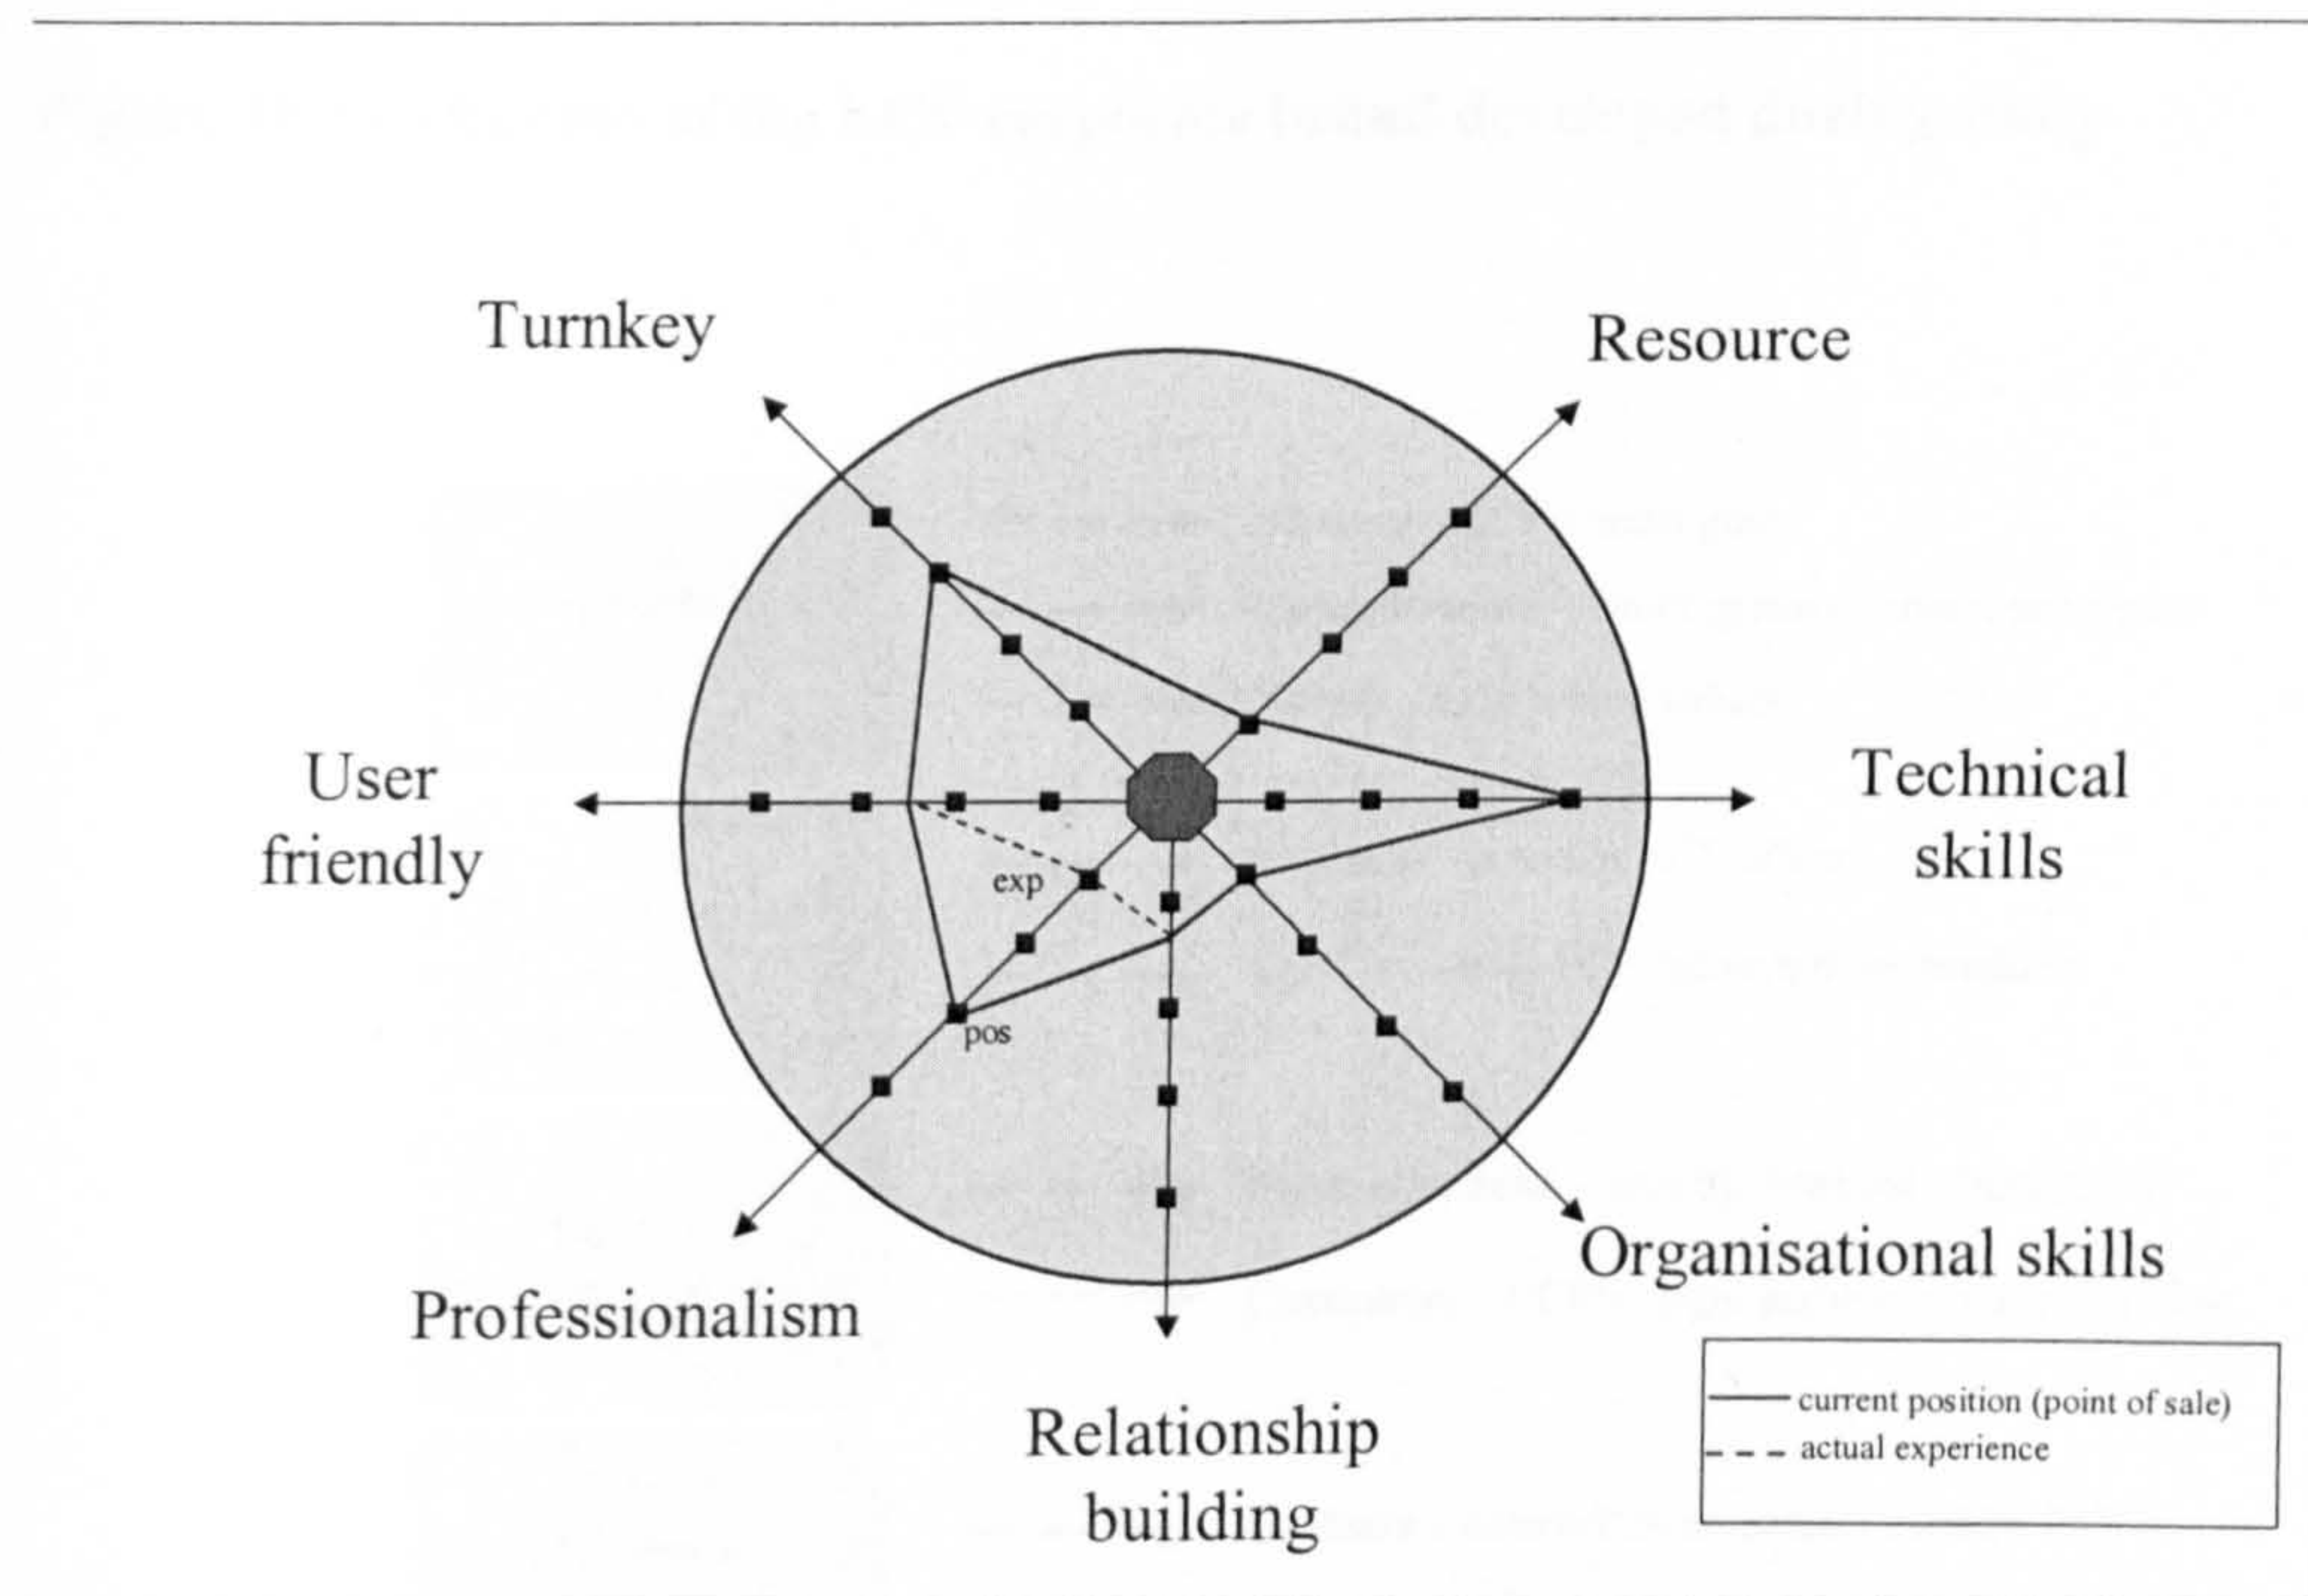 Turnkey
Resource
User
friendly
Technical
skills
exp
pos
Organisational skills
Professionalism
Relationship
building
current position (point of sale)
actual experience